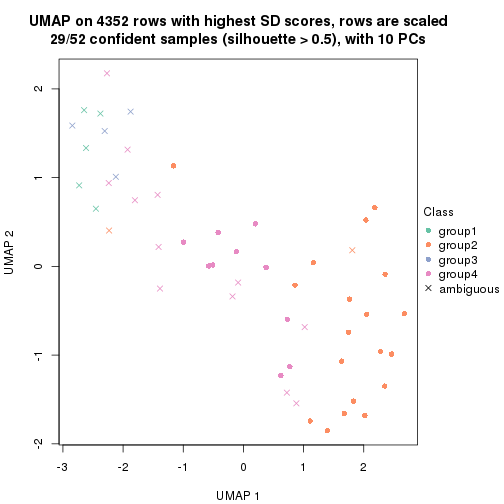 UMAP on 4352 rows with highest SD scores, rows are scaled
29/52 confident samples (silhouette > 0.5), with 10 PCs
2
1
0
-1
-2
UMAP 2
-3
-2
-1
0
1
2
UMAP 1
Class
group1
group2
group3
group4
ambiguous